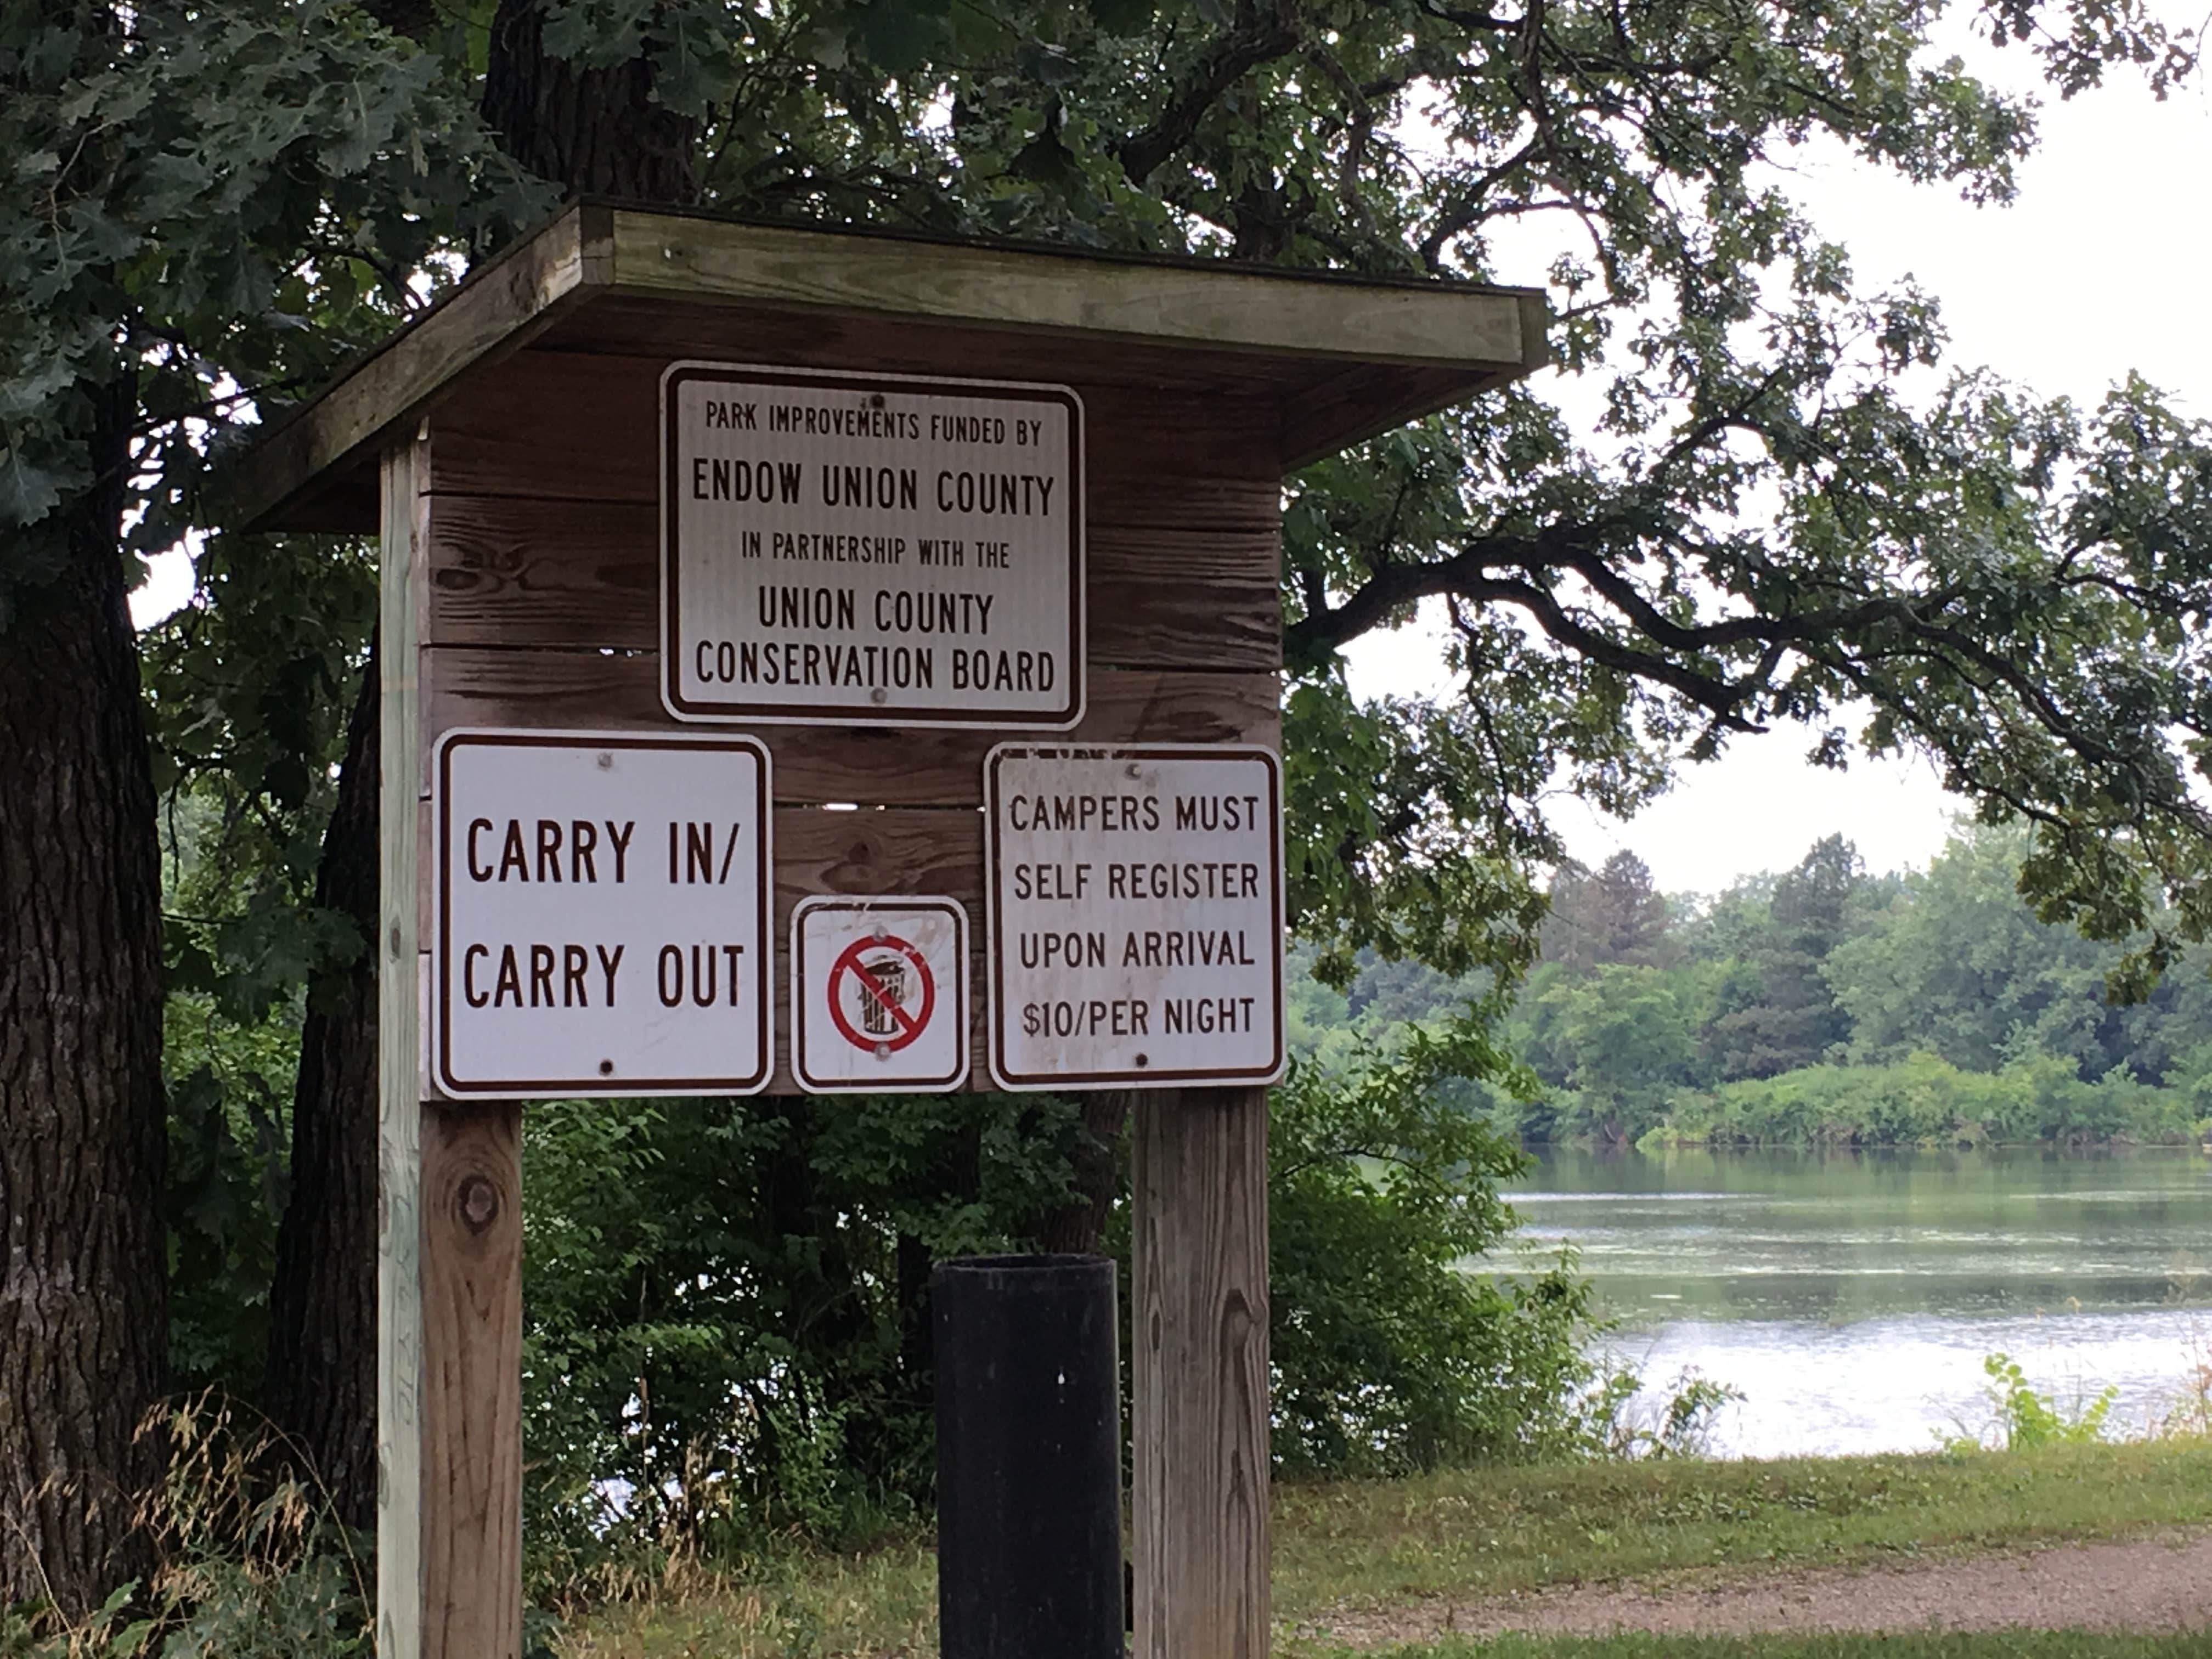 PARK IMPROVEMENTS FUNDED BY
ENDOW UNION COUNTY
IN PARTNERSHIP WITH THE
UNION COUNTY
CONSERVATION BOARD
CARRY IN/
CARRY OUT
CAMPERS MUST
SELF REGISTER
UPON ARRIVAL
$10/PER NIGHT